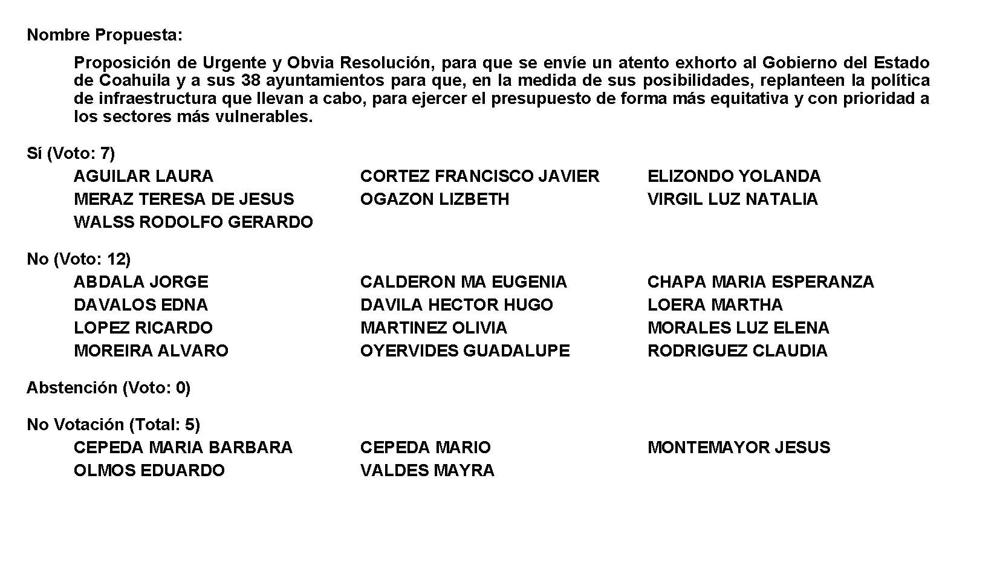 Nombre Propuesta:
Proposición de Urgente y Obvia Resolución, para que se envíe un atento exhorto al Gobierno del Estado
de Coahuila y a sus 38 ayuntamientos para que, en la medida de sus posibilidades, replanteen la política
de infraestructura que llevan a cabo, para ejercer el presupuesto de forma más equitativa y con prioridad a
los sectores más vulnerables.
Sí (Voto: 7)
AGUILAR LAURA CORTEZ FRANCISCO JAVIER ELIZONDO YOLANDA
MERAZ TERESA DE JESUS OGAZON LIZBETH VIRGIL LUZ NATALIA
WALSS RODOLFO GERARDO
No (Voto: 12)
ABDALA JORGE CALDERON MA EUGENIA CHAPA MARIA ESPERANZA
DAVALOS EDNA DAVILA HECTOR HUGO LOERA MARTHA
LOPEZ RICARDO MARTINEZ OLIVIA MORALES LUZ ELENA
MOREIRA ALVARO OYERVIDES GUADALUPE RODRIGUEZ CLAUDIA
Abstención (Voto: 0)
No Votación (Total: 5)
CEPEDA MARIA BARBARA CEPEDA MARIO MONTEMAYOR JESUS
OLMOS EDUARDO VALDES MAYRA